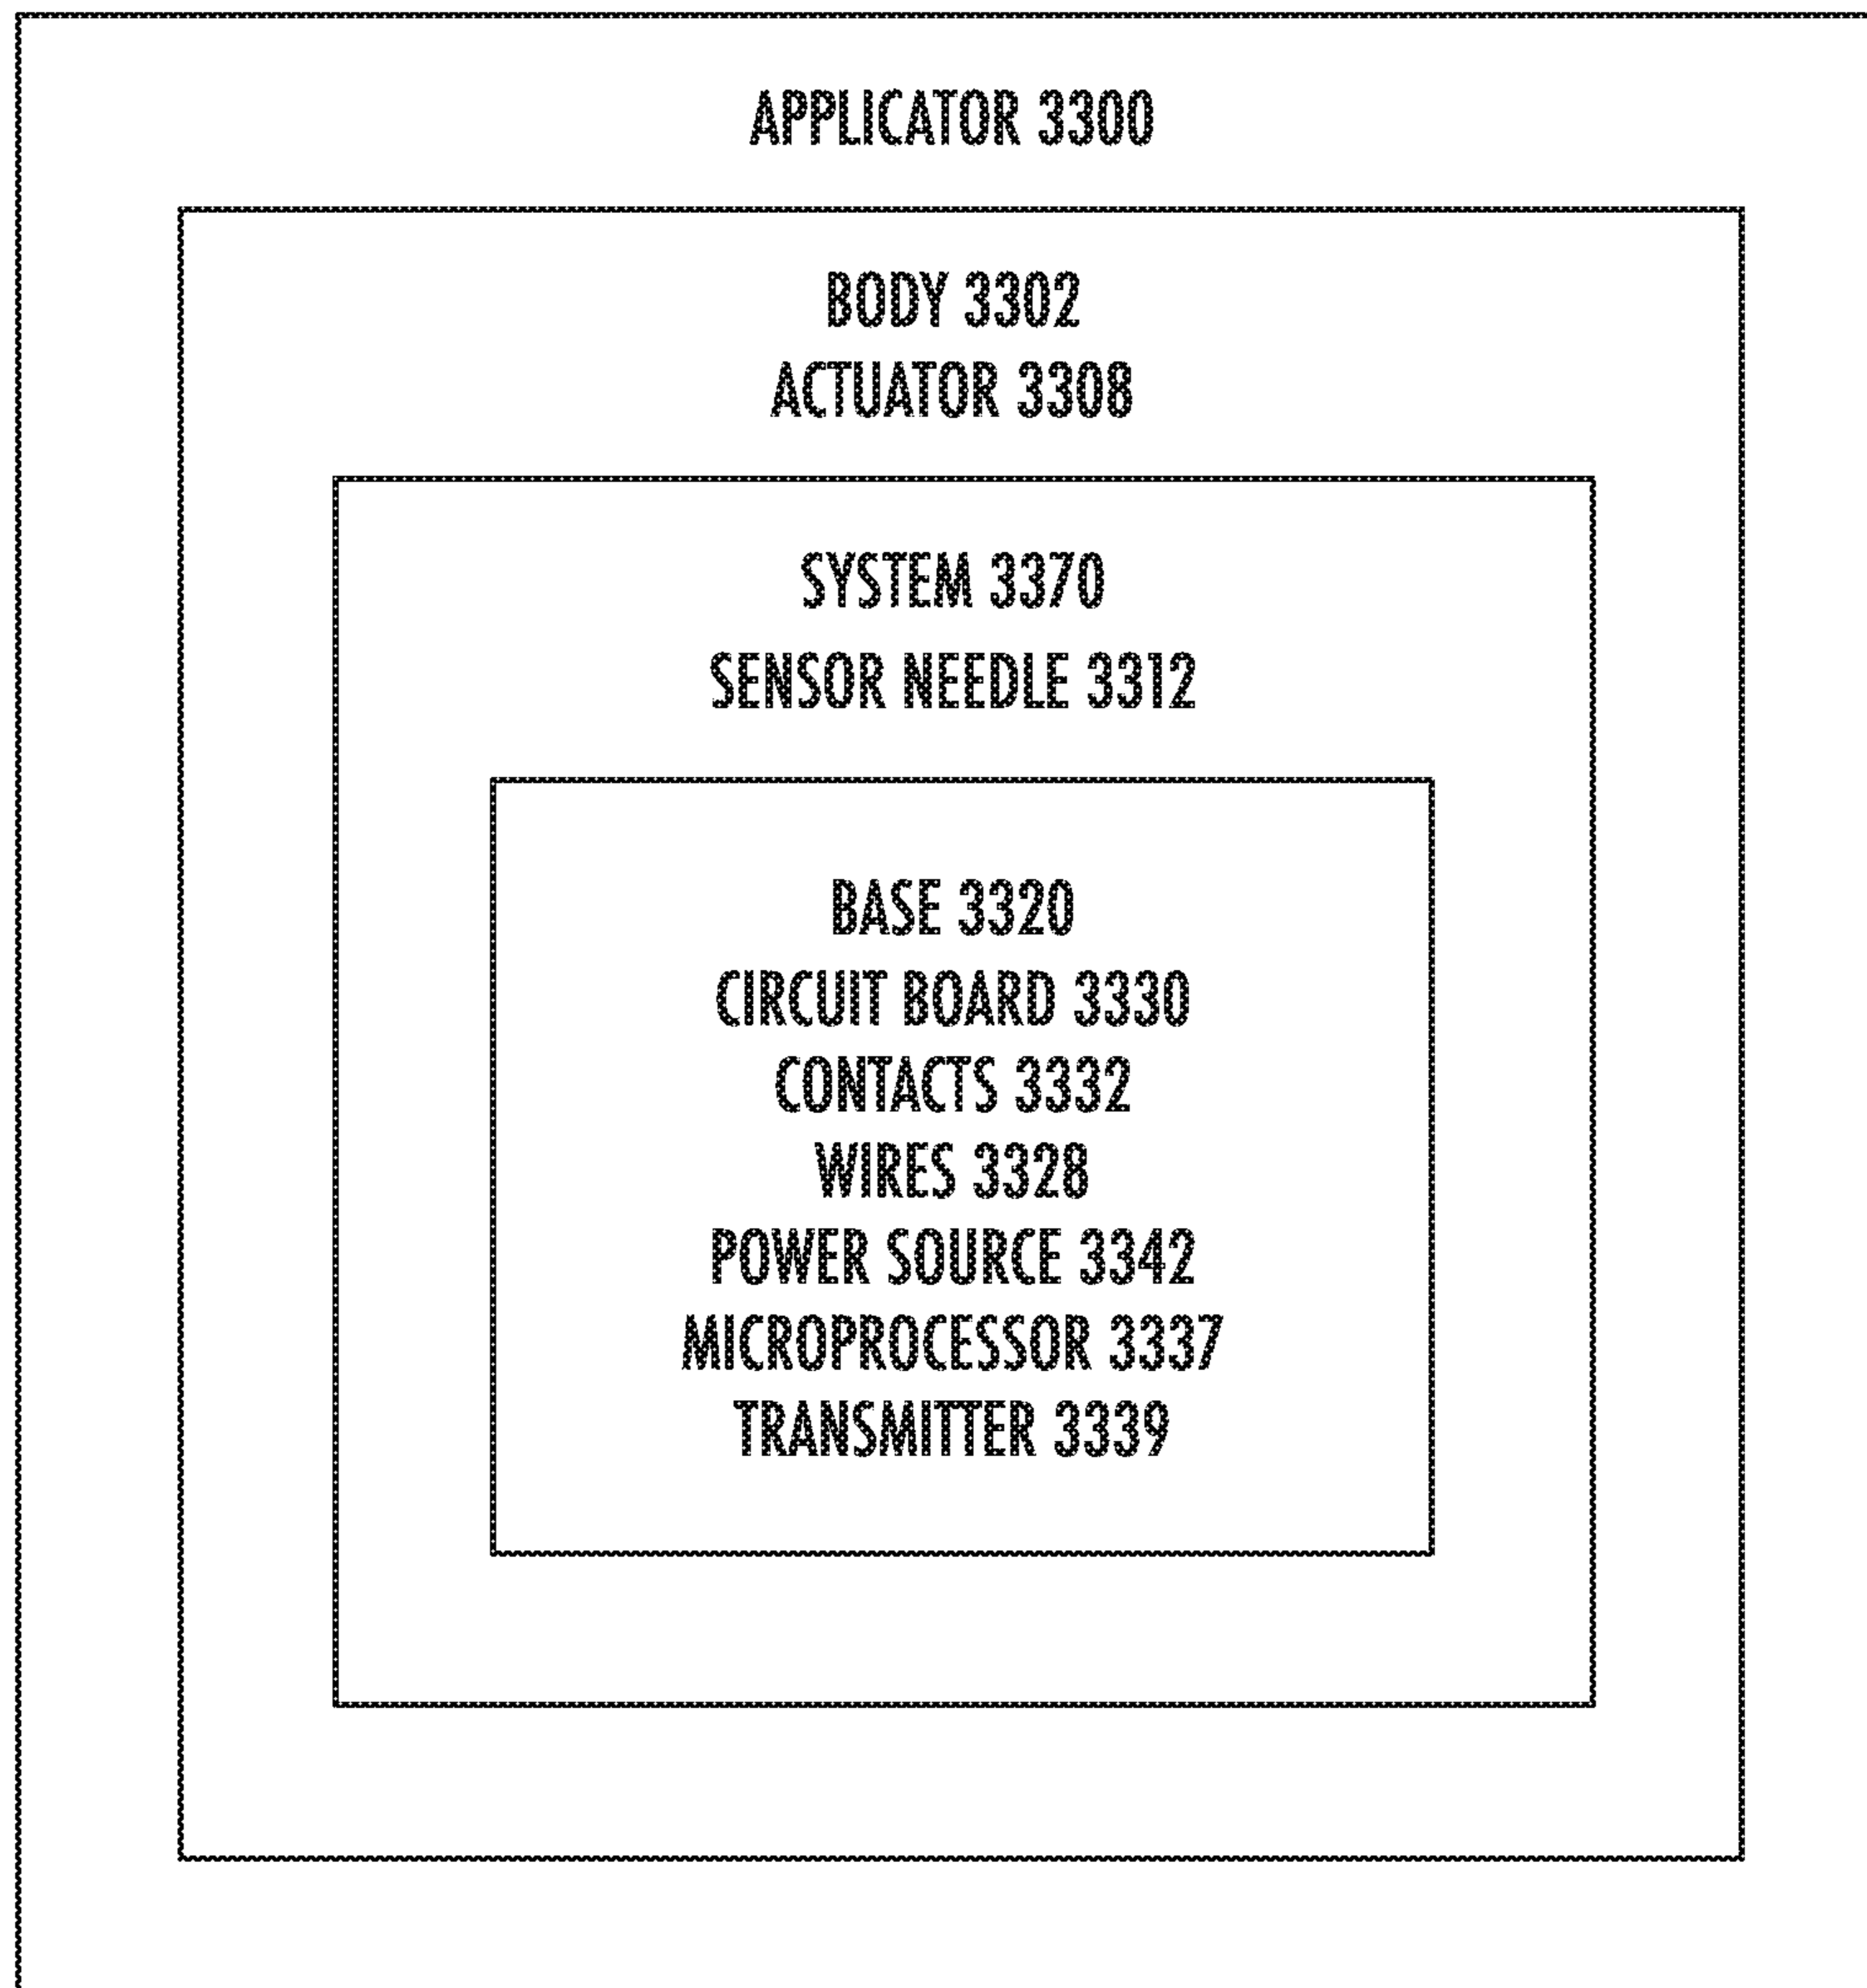 APPLICATOR 3300
BODY 3302
ACTUATOR 3308
SYSTEM 3370
SENSOR NEEDLE 3312
BASE 3320
CIRCUIT BOARD 3330
CONTACTS 3332
WIRES 3328
POWER SOURCE 3342
MICROPROCESSOR 3337
TRANSMITTER 3339